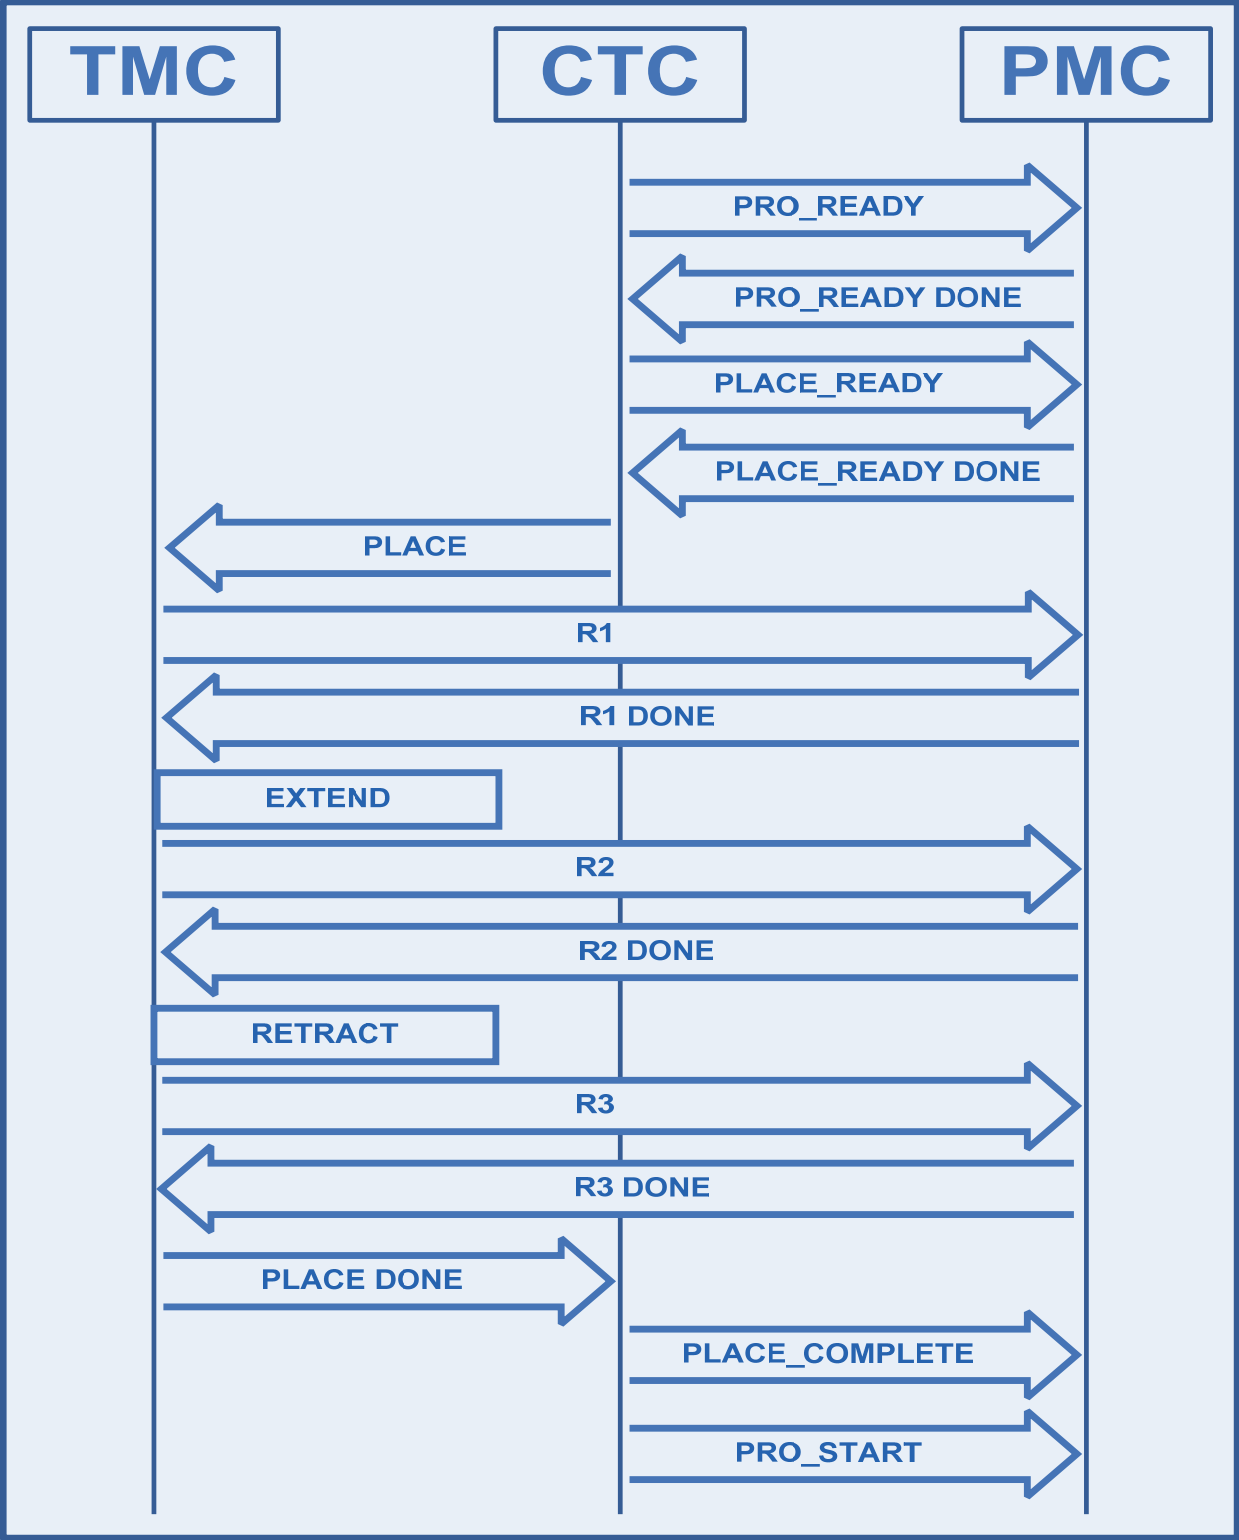 TMC CTC PMC
PRO_READY
PRO_READY DONE
PLACE_READY
PLACE_READY DONE
PLACE
R1
R1 DONE
EXTEND
R2
R2 DONE
RETRACT
R3
R3 DONE
PLACE DONE
PLACE_COMPLETE
PRO_START